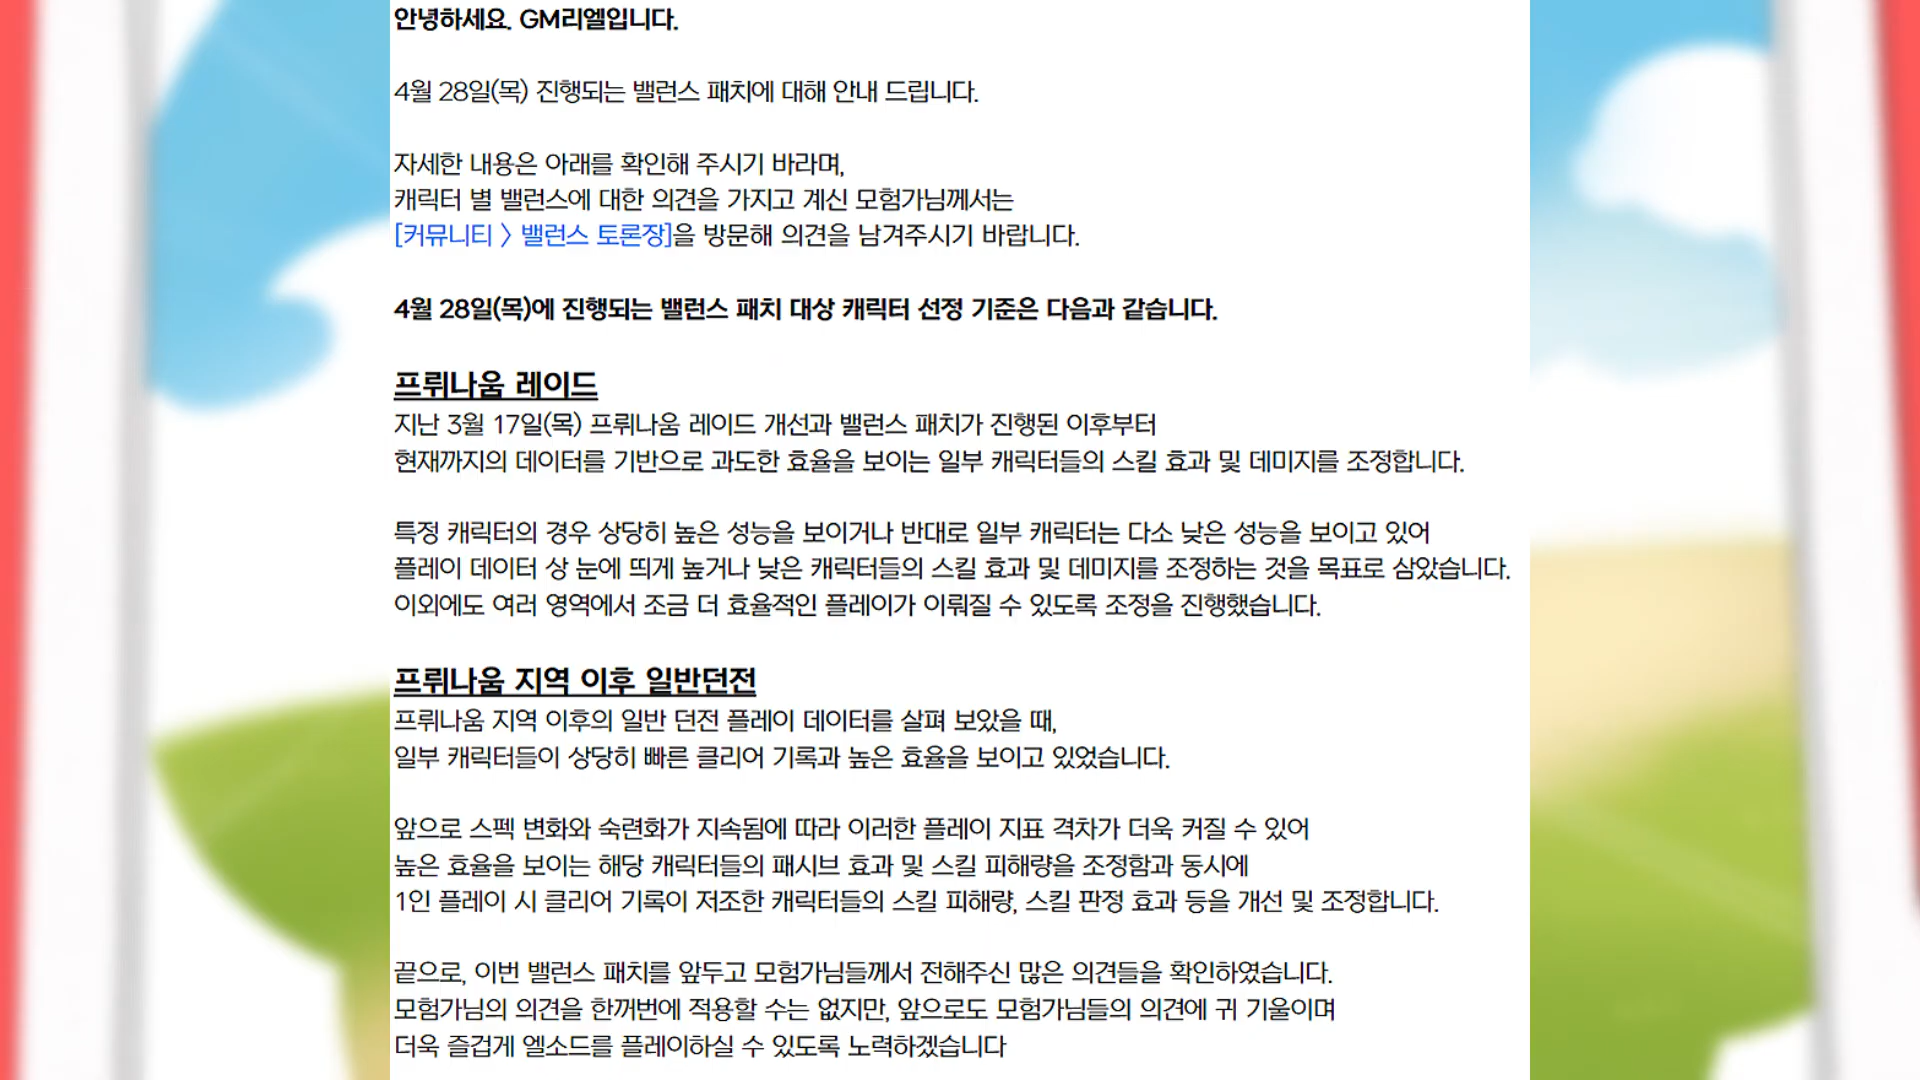 안녕하세요. GM리엘입니다.
4월 28일(목) 진행되는 밸런스 패치에 대해 안내 드립니다.
자세한 내용은 아래를 확인해 주시기 바라며,
캐릭터 별 밸런스에 대한 의견을 가지고 계신 모험가님께서는
[커뮤니티 > 밸런스 토론장]을 방문해 의견을 남겨주시기 바랍니다.
4월 28일(목)에 진행되는 밸런스 패치 대상 캐릭터 선정 기준은 다음과 같습니다.
프뤼나움 레이드
지난 3월 17일(목) 프뤼나움 레이드 개선과 밸런스 패치가 진행된 이후부터
현재까지의 데이터를 기반으로 과도한 효율을 보이는 일부 캐릭터들의 스킬 효과 및 데미지를 조정합니다.
특정 캐릭터의 경우 상당히 높은 성능을 보이거나 반대로 일부 캐릭터는 다소 낮은 성능을 보이고 있어
플레이 데이터 상 눈에 띄게 높거나 낮은 캐릭터들의 스킬 효과 및 데미지를 조정하는 것을 목표로 삼았습니다.
이외에도 여러 영역에서 조금 더 효율적인 플레이가 이뤄질 수 있도록 조정을 진행했습니다.
프뤼나움 지역 이후 일반던전
프뤼나움 지역 이후의 일반 던전 플레이 데이터를 살펴 보았을 때,
일부 캐릭터들이 상당히 빠른 클리어 기록과 높은 효율을 보이고 있었습니다.
앞으로 스펙 변화와 숙련화가 지속됨에 따라 이러한 플레이 지표 격차가 더욱 커질 수 있어
높은 효율을 보이는 해당 캐릭터들의 패시브 효과 및 스킬 피해량을 조정함과 동시에
1인 플레이 시 클리어 기록이 저조한 캐릭터들의 스킬 피해량, 스킬 판정 효과 등을 개선 및 조정합니다.
끝으로, 이번 밸런스 패치를 앞두고 모험가님들께서 전해주신 많은 의견들을 확인하였습니다.
모험가님의 의견을 한꺼번에 적용할 수는 없지만, 앞으로도 모험가님들의 의견에 귀 기울이며
더욱 즐겁게 엘소드를 플레이하실 수 있도록 노력하겠습니다